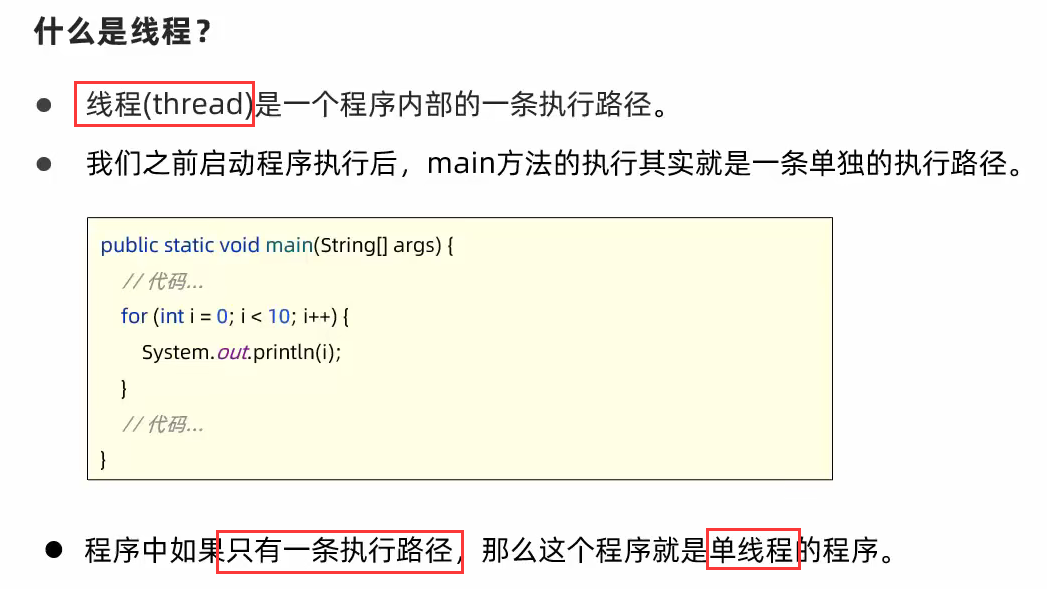 什么是线程？
● 线程(thread)是一个程序内部的一条执行路径。
● 我们之前启动程序执行后，main方法的执行其实就是一条单独的执行路径。
public static void main(String[] args) {
// 代码...
for (int i = 0; i < 10; i++) {
System.out.println(i);
}
// 代码...
}
● 程序中如果只有一条执行路径，那么这个程序就是单线程的程序。